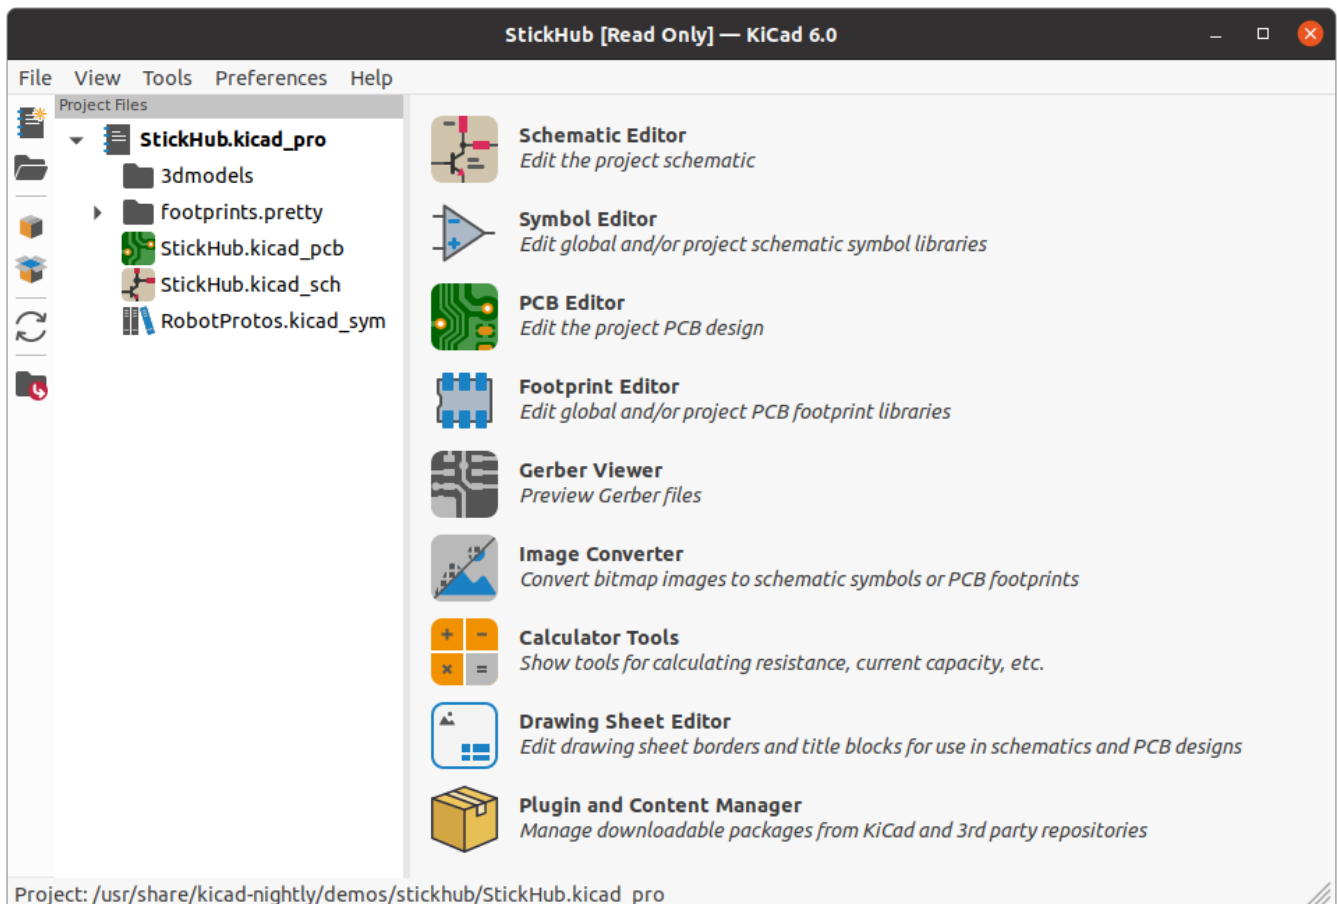 StickHub [Read Only] — KiCad 6.0
File View Tools Preferences Help
Project Files
StickHub.kicad_pro
3dmodels
footprints.pretty
StickHub.kicad_pcb
StickHub.kicad_sch
RobotProtos.kicad_sym
Schematic Editor
Edit the project schematic
Symbol Editor
Edit global and/or project schematic symbol libraries
PCB Editor
Edit the project PCB design
Footprint Editor
Edit global and/or project PCB footprint libraries
Gerber Viewer
Preview Gerber files
Image Converter
Convert bitmap images to schematic symbols or PCB footprints
Calculator Tools
Show tools for calculating resistance, current capacity, etc.
Drawing Sheet Editor
Edit drawing sheet borders and title blocks for use in schematics and PCB designs
Plugin and Content Manager
Manage downloadable packages from KiCad and 3rd party repositories
Project: /usr/share/kicad-nightly/demos/stickhub/StickHub.kicad_pro